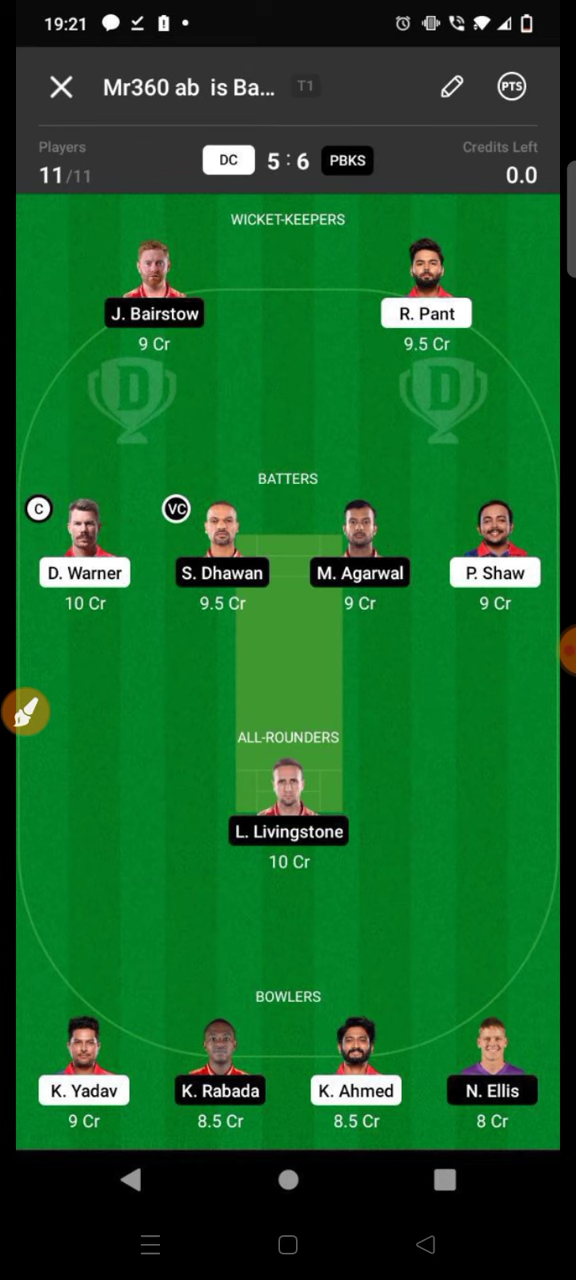 19:21
Mr360 ab is Ba... T1 PTS
Players Credits Left
11/11 DC 5 : 6 PBKS 0.0
WICKET-KEEPERS
J. Bairstow R. Pant
9 Cr 9.5 Cr
D D
BATTERS
C VC
D. Warner S. Dhawan M. Agarwal P. Shaw
10 Cr 9.5 Cr 9 Cr 9 Cr
ALL-ROUNDERS
L. Livingstone
10 Cr
BOWLERS
K. Yadav K. Rabada K. Ahmed N. Ellis
9 Cr 8.5 Cr 8.5 Cr 8 Cr